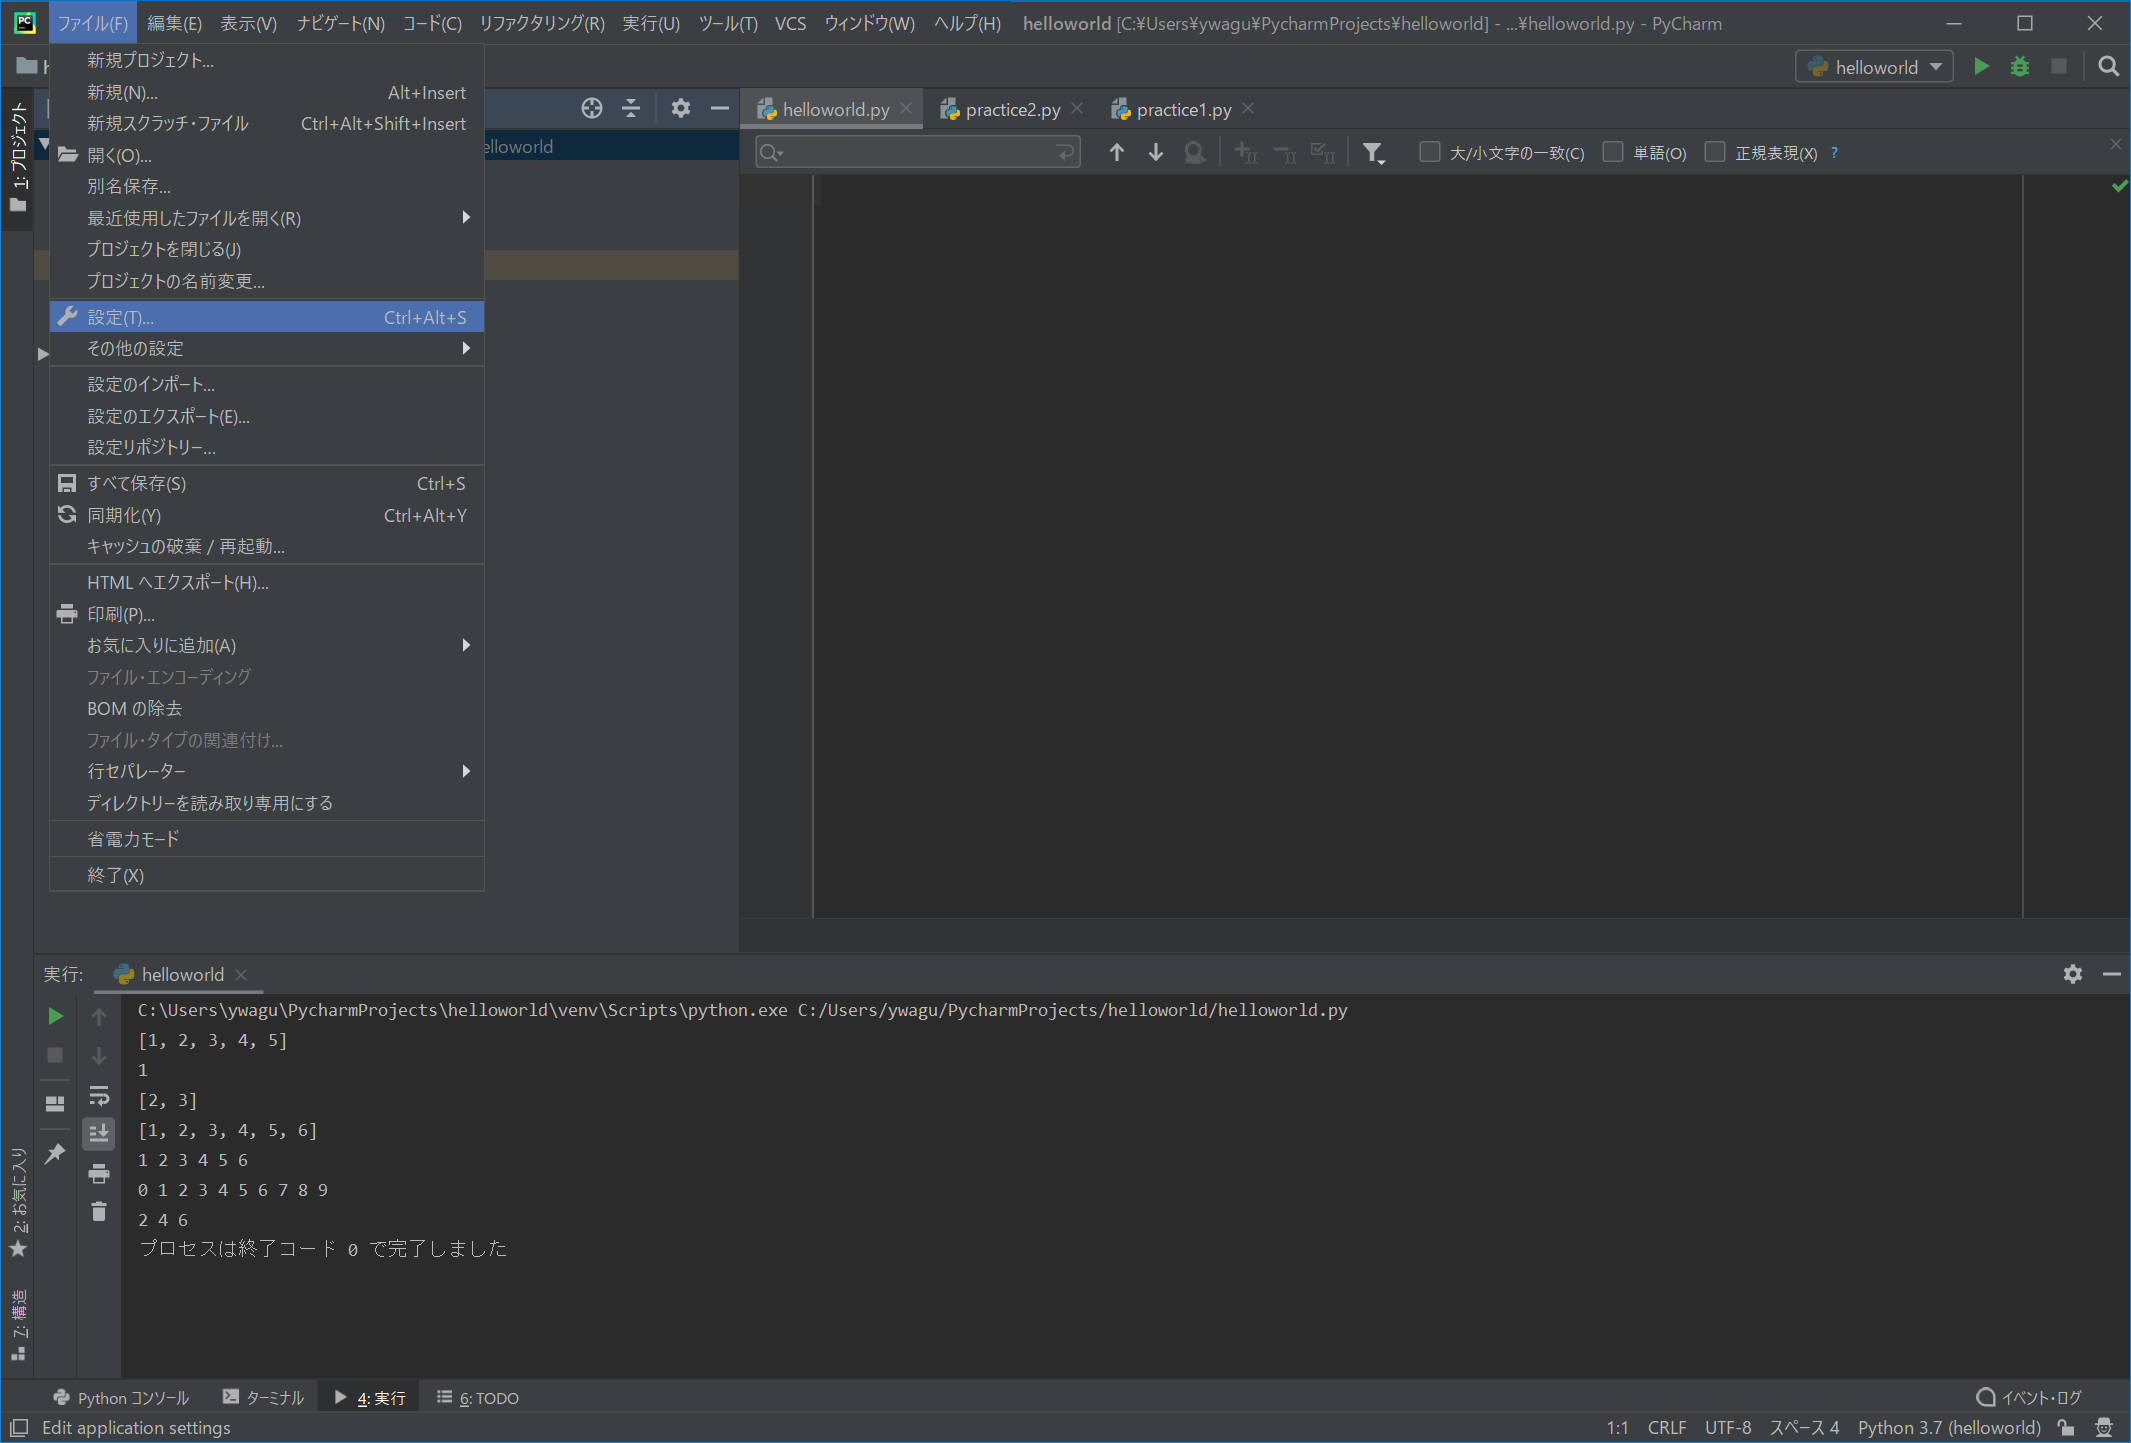 PC ファイル(F) 編集(E) 表示(V) ナビゲート(N) コード(C) リファクタリング(R) 実行(U) ツール(T) VCS ウィンドウ(W) ヘルプ(H) helloworld [C:¥Users¥ywagu¥PycharmProjects¥helloworld] - ...¥helloworld.py - PyCharm
helloworld
新規プロジェクト...
新規(N)... Alt+Insert
新規スクラッチ・ファイル Ctrl+Alt+Shift+Insert
開く(O)...
別名保存...
最近使用したファイルを開く(R)
プロジェクトを閉じる(J)
プロジェクトの名前変更...
設定(T)... Ctrl+Alt+S
その他の設定
設定のインポート...
設定のエクスポート(E)...
設定リポジトリー...
すべて保存(S) Ctrl+S
同期化(Y) Ctrl+Alt+Y
キャッシュの破棄 / 再起動...
HTML へエクスポート(H)...
印刷(P)...
お気に入りに追加(A)
ファイル・エンコーディング
BOM の除去
ファイル・タイプの関連付け...
行セパレーター
ディレクトリーを読み取り専用にする
省電力モード
終了(X)
1: プロジェクト
elloworld
helloworld.py practice2.py practice1.py
大/小文字の一致(C) 単語(O) 正規表現(X) ?
実行: helloworld
C:\Users\ywagu\PycharmProjects\helloworld\venv\Scripts\python.exe C:/Users/ywagu/PycharmProjects/helloworld/helloworld.py
[1, 2, 3, 4, 5]
1
[2, 3]
[1, 2, 3, 4, 5, 6]
1 2 3 4 5 6
0 1 2 3 4 5 6 7 8 9
2 4 6
プロセスは終了コード 0 で完了しました
2: お気に入り
7: 構造
Python コンソール ターミナル 4: 実行 6: TODO イベント・ログ
Edit application settings 1:1 CRLF UTF-8 スペース 4 Python 3.7 (helloworld)